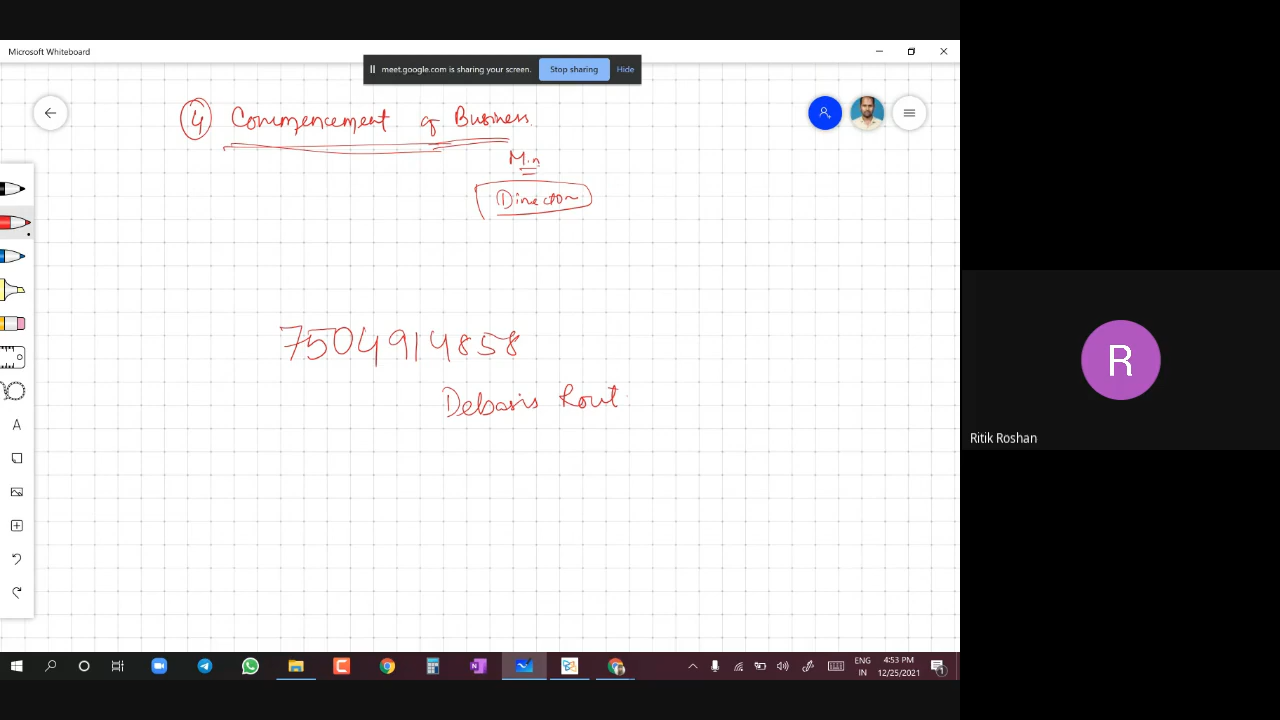 Microsoft Whiteboard
meet.google.com is sharing your screen.
Stop sharing
Hide
4 Commencement of Business.
Min
Director
7504914858
Debasis Rout
R
Ritik Roshan
A
ENG
IN
4:53 PM
12/25/2021
1